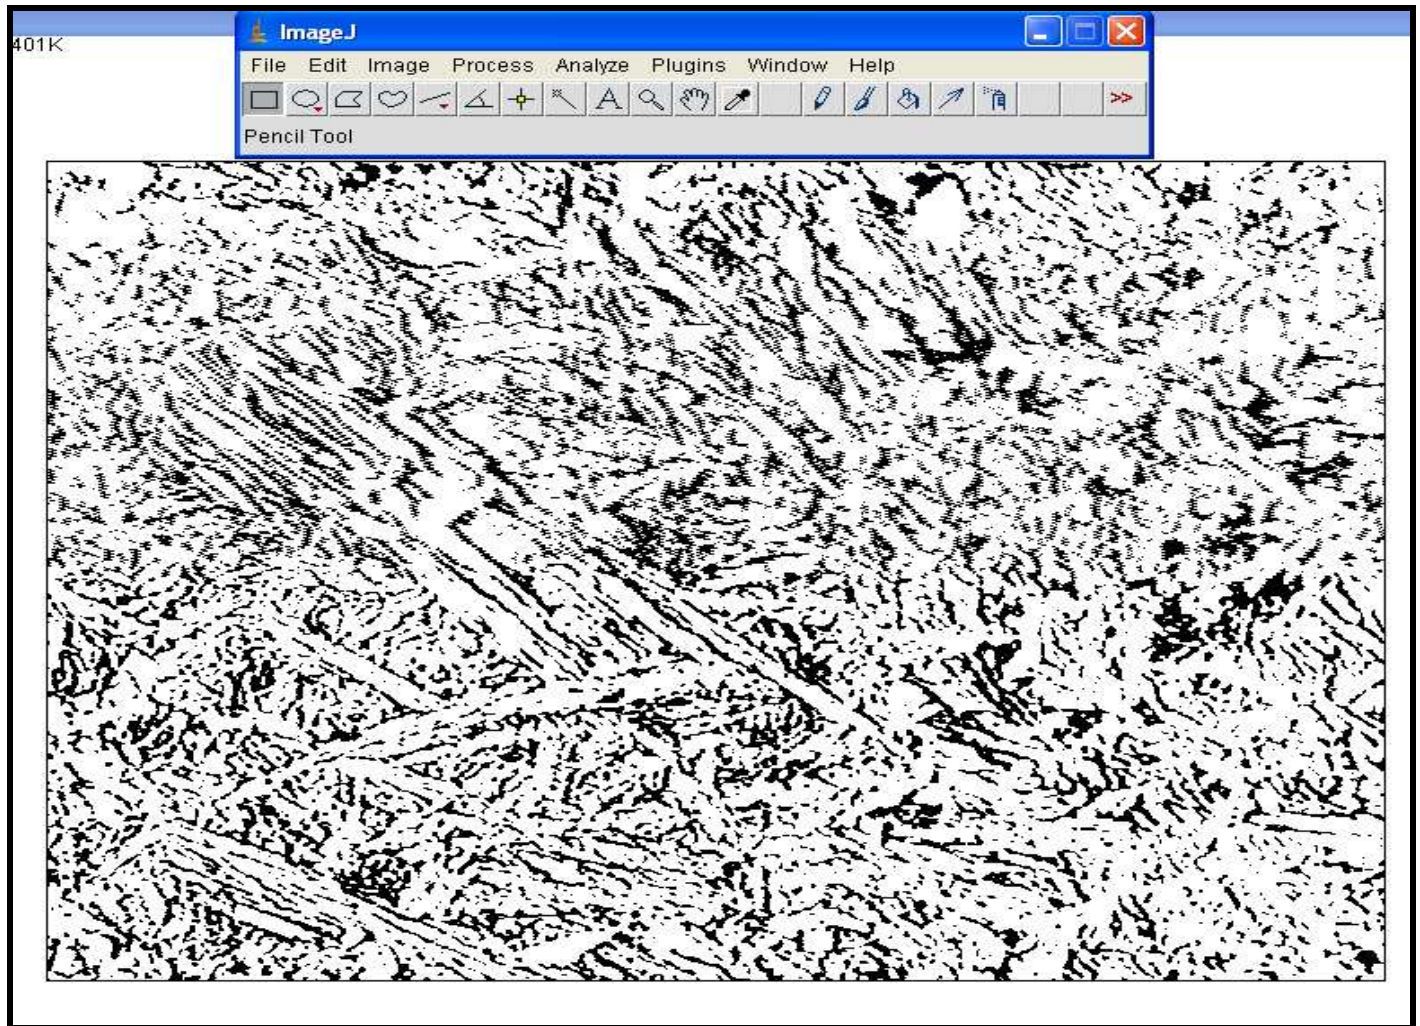 ImageJ
401K
File Edit Image Process Analyze Plugins Window Help
A >>
Pencil Tool